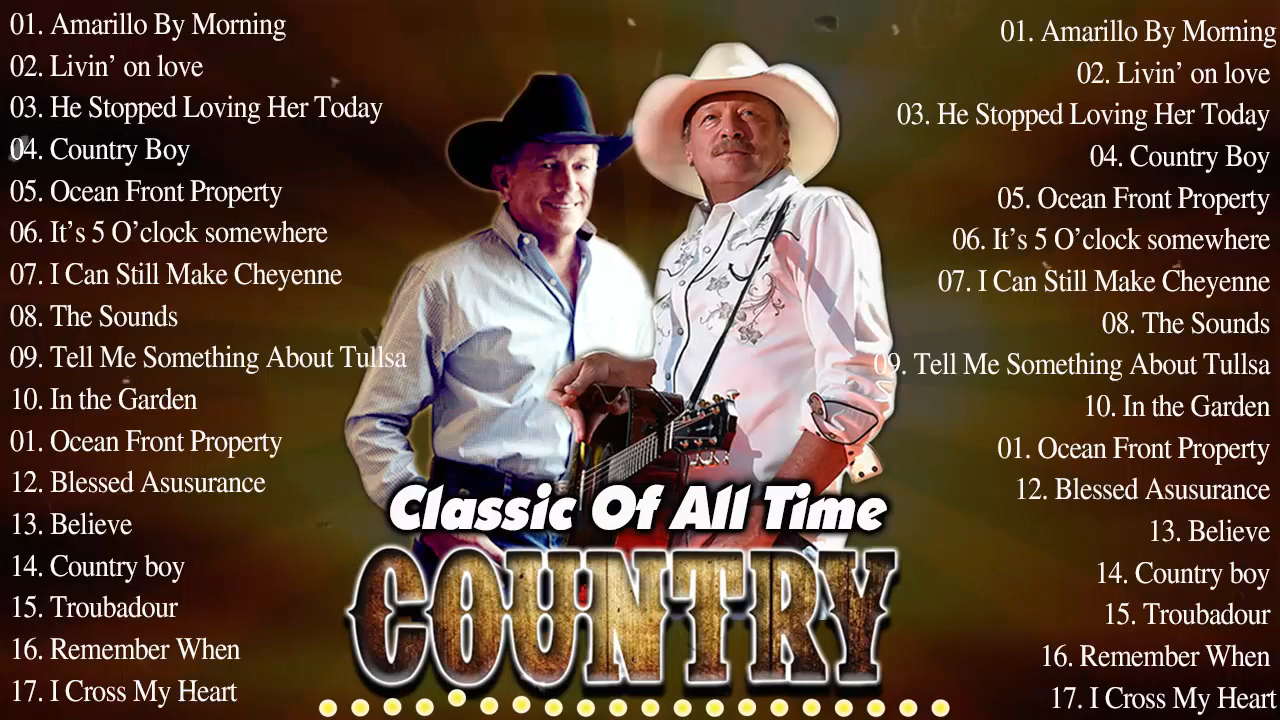 01. Amarillo By Morning
02. Livin’ on love
03. He Stopped Loving Her Today
04. Country Boy
05. Ocean Front Property
06. It’s 5 O’clock somewhere
07. I Can Still Make Cheyenne
08. The Sounds
09. Tell Me Something About Tullsa
10. In the Garden
01. Ocean Front Property
12. Blessed Asusurance
13. Believe
14. Country boy
15. Troubadour
16. Remember When
17. I Cross My Heart
Classic Of All Time
COUNTRY
01. Amarillo By Morning
02. Livin’ on love
03. He Stopped Loving Her Today
04. Country Boy
05. Ocean Front Property
06. It’s 5 O’clock somewhere
07. I Can Still Make Cheyenne
08. The Sounds
09. Tell Me Something About Tullsa
10. In the Garden
01. Ocean Front Property
12. Blessed Asusurance
13. Believe
14. Country boy
15. Troubadour
16. Remember When
17. I Cross My Heart